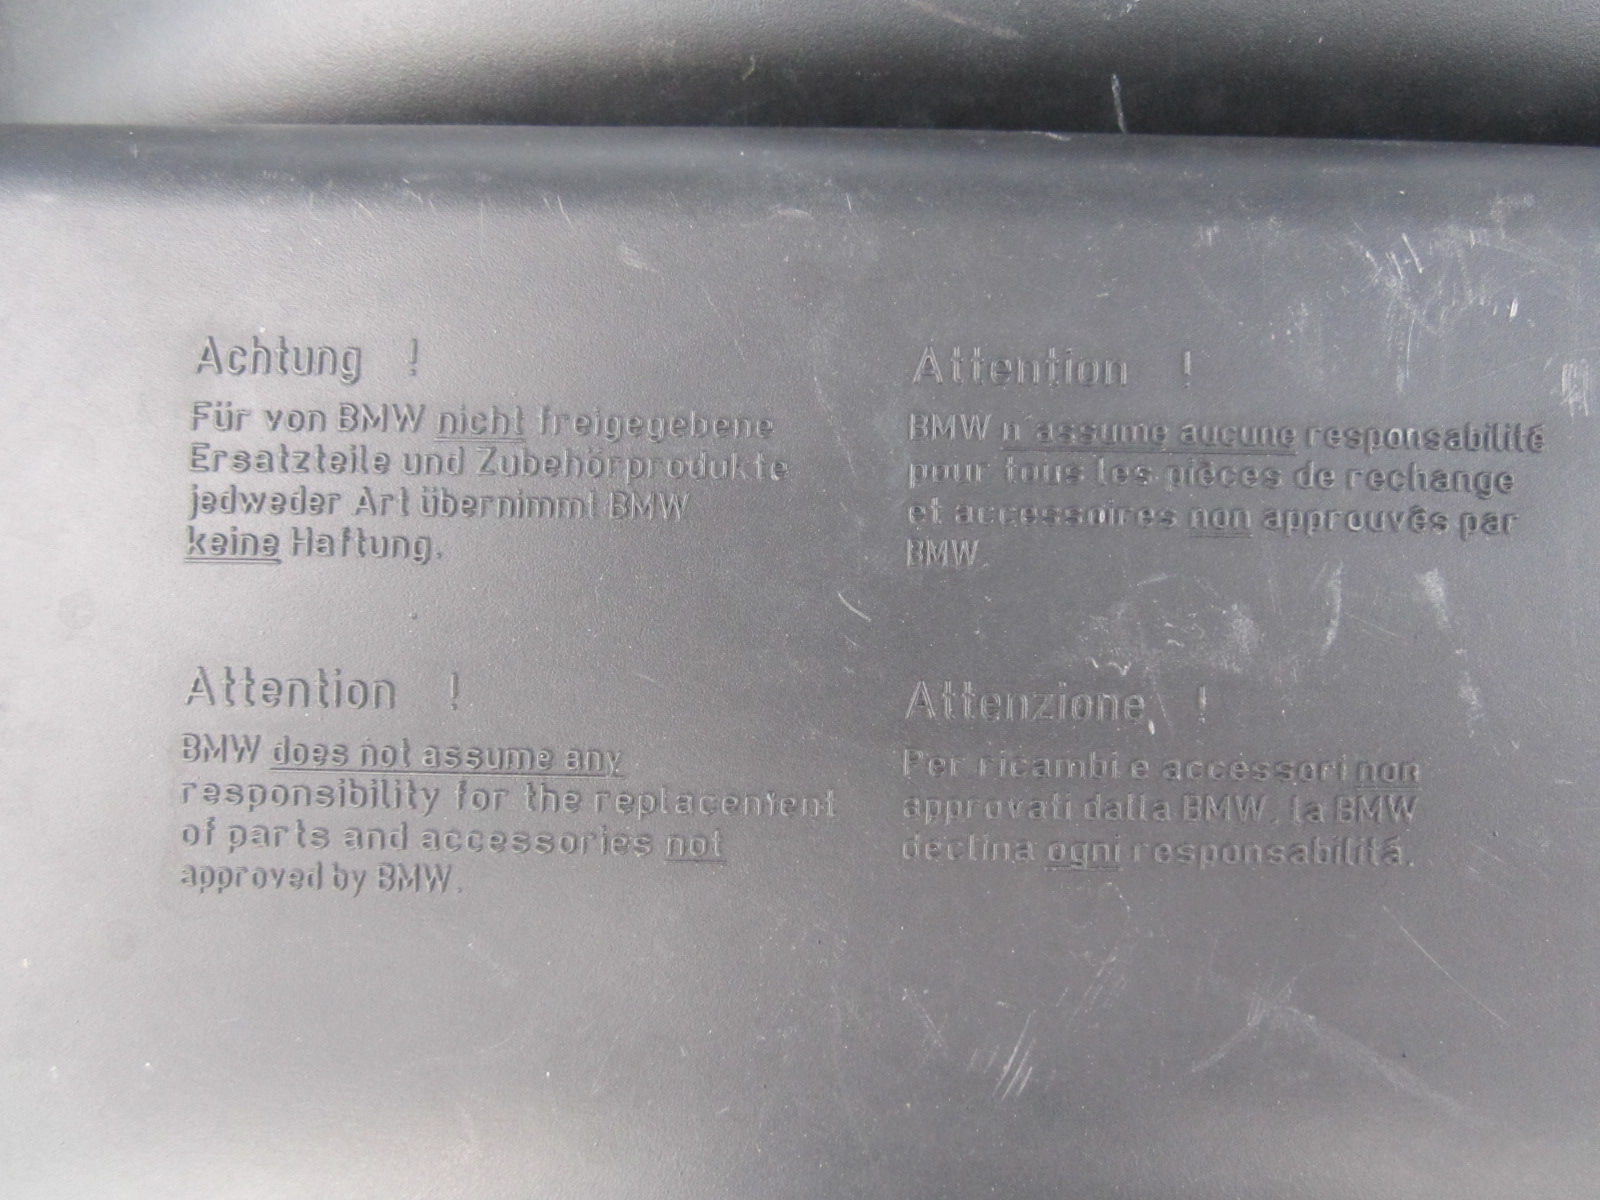 Achtung !
Für von BMW nicht freigegebene
Ersatzteile und Zubehörprodukte
jedweder Art übernimmt BMW
keine Haftung.
Attention !
BMW n'assume aucune responsabilité
pour tous les pièces de rechange
et accessoires non approuvés par
BMW.
Attention !
BMW does not assume any
responsibility for the replacement
of parts and accessories not
approved by BMW.
Attenzione !
Per ricambi e accessori non
approvati dalla BMW, la BMW
declina ogni responsabilitá.